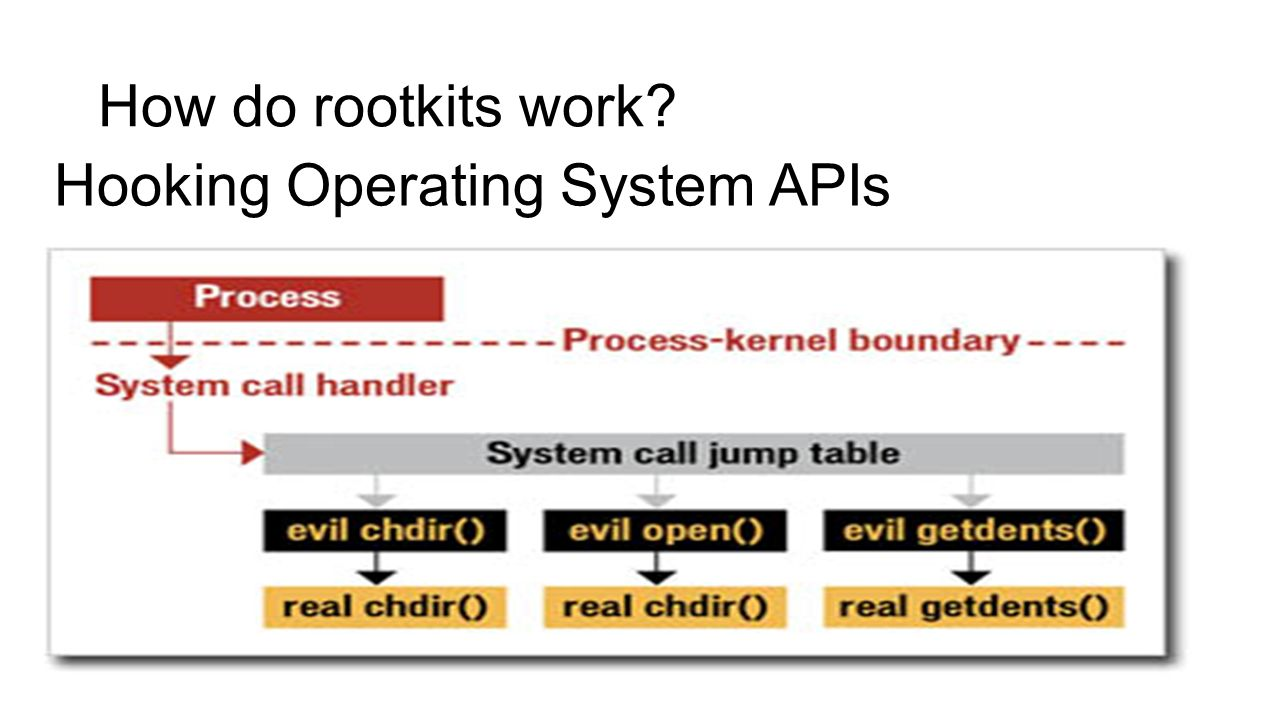 How do rootkits work?
Hooking Operating System APIs
Process
Process-kernel boundary
System call handler
System call jump table
evil chdir() evil open() evil getdents()
real chdir() real chdir() real getdents()